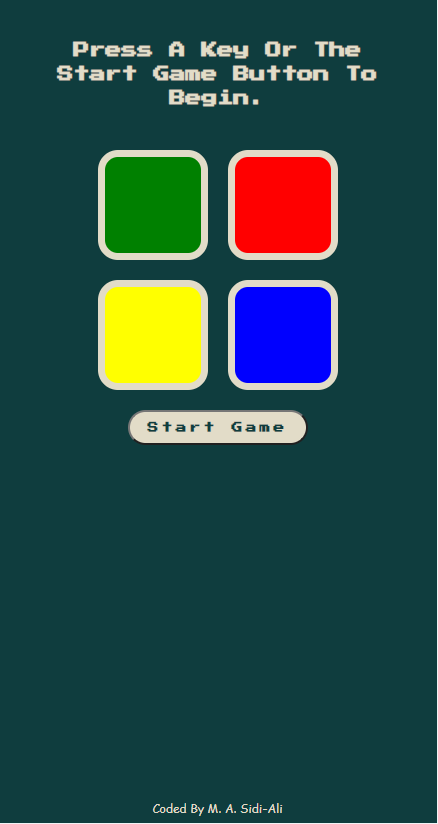 Press A Key Or The
Start Game Button To
Begin.
Start Game
Coded By M. A. Sidi-Ali